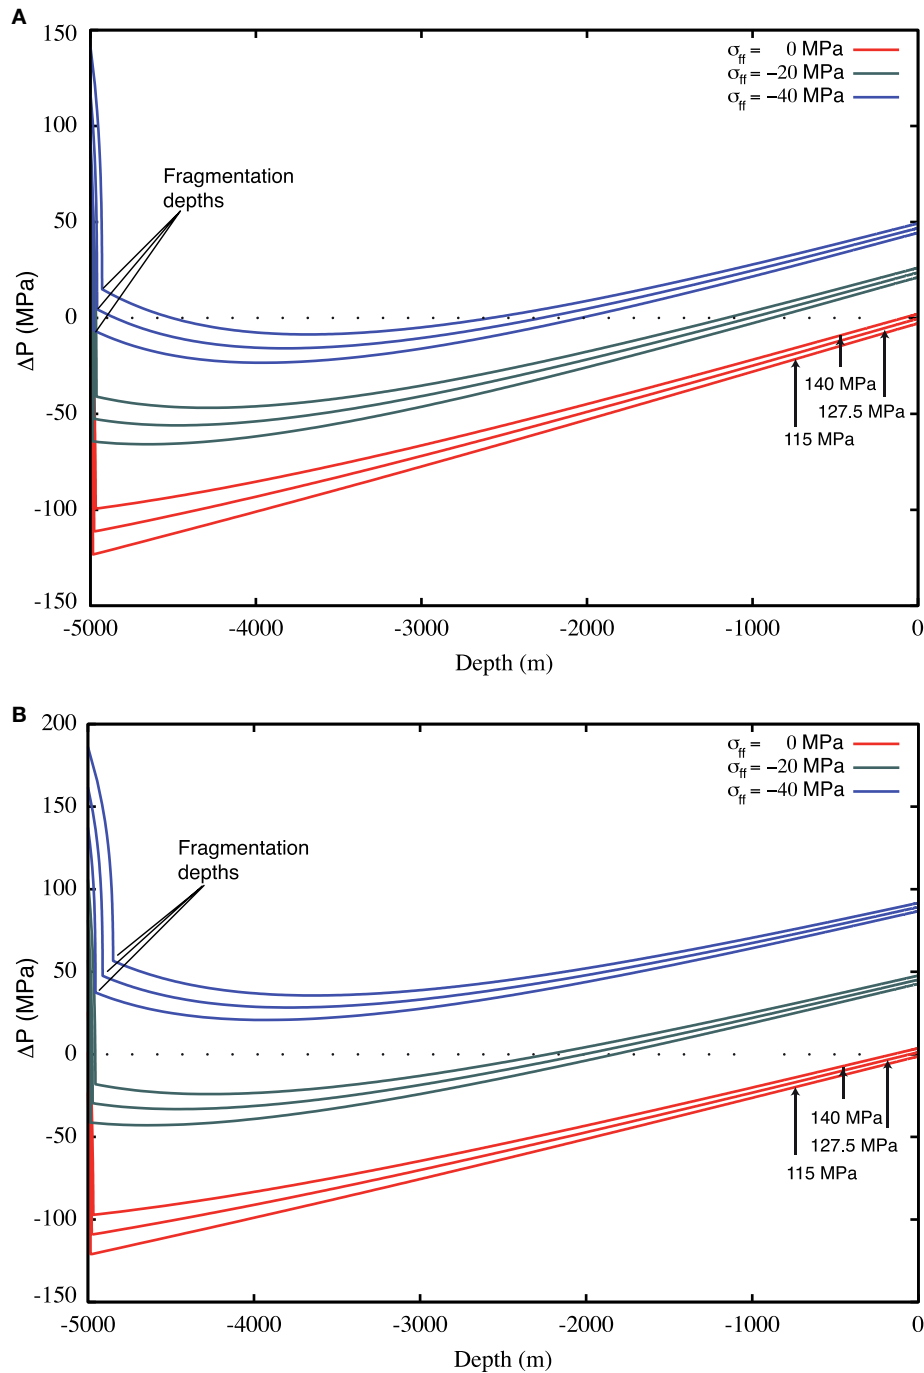 A
150
100
50
0
-50
-100
-150
ΔP (MPa)
σff = 0 MPa
σff = −20 MPa
σff = −40 MPa
Fragmentation
depths
140 MPa
127.5 MPa
115 MPa
-5000 -4000 -3000 -2000 -1000 0
Depth (m)
B
200
150
100
50
0
-50
-100
-150
ΔP (MPa)
σff = 0 MPa
σff = −20 MPa
σff = −40 MPa
Fragmentation
depths
140 MPa
127.5 MPa
115 MPa
-5000 -4000 -3000 -2000 -1000 0
Depth (m)